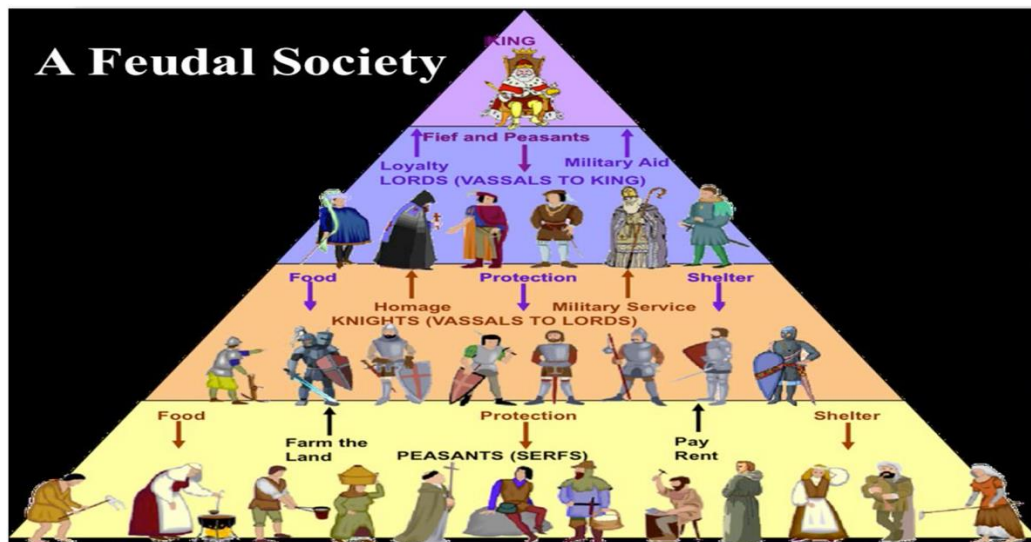 KING
A Feudal Society
Fief and Peasants
Loyalty
Military Aid
LORDS (VASSALS TO KING)
Food
Protection
Shelter
Homage
Military Service
KNIGHTS (VASSALS TO LORDS)
Food
Protection
Shelter
Farm the
Land
Pay
Rent
PEASANTS (SERFS)